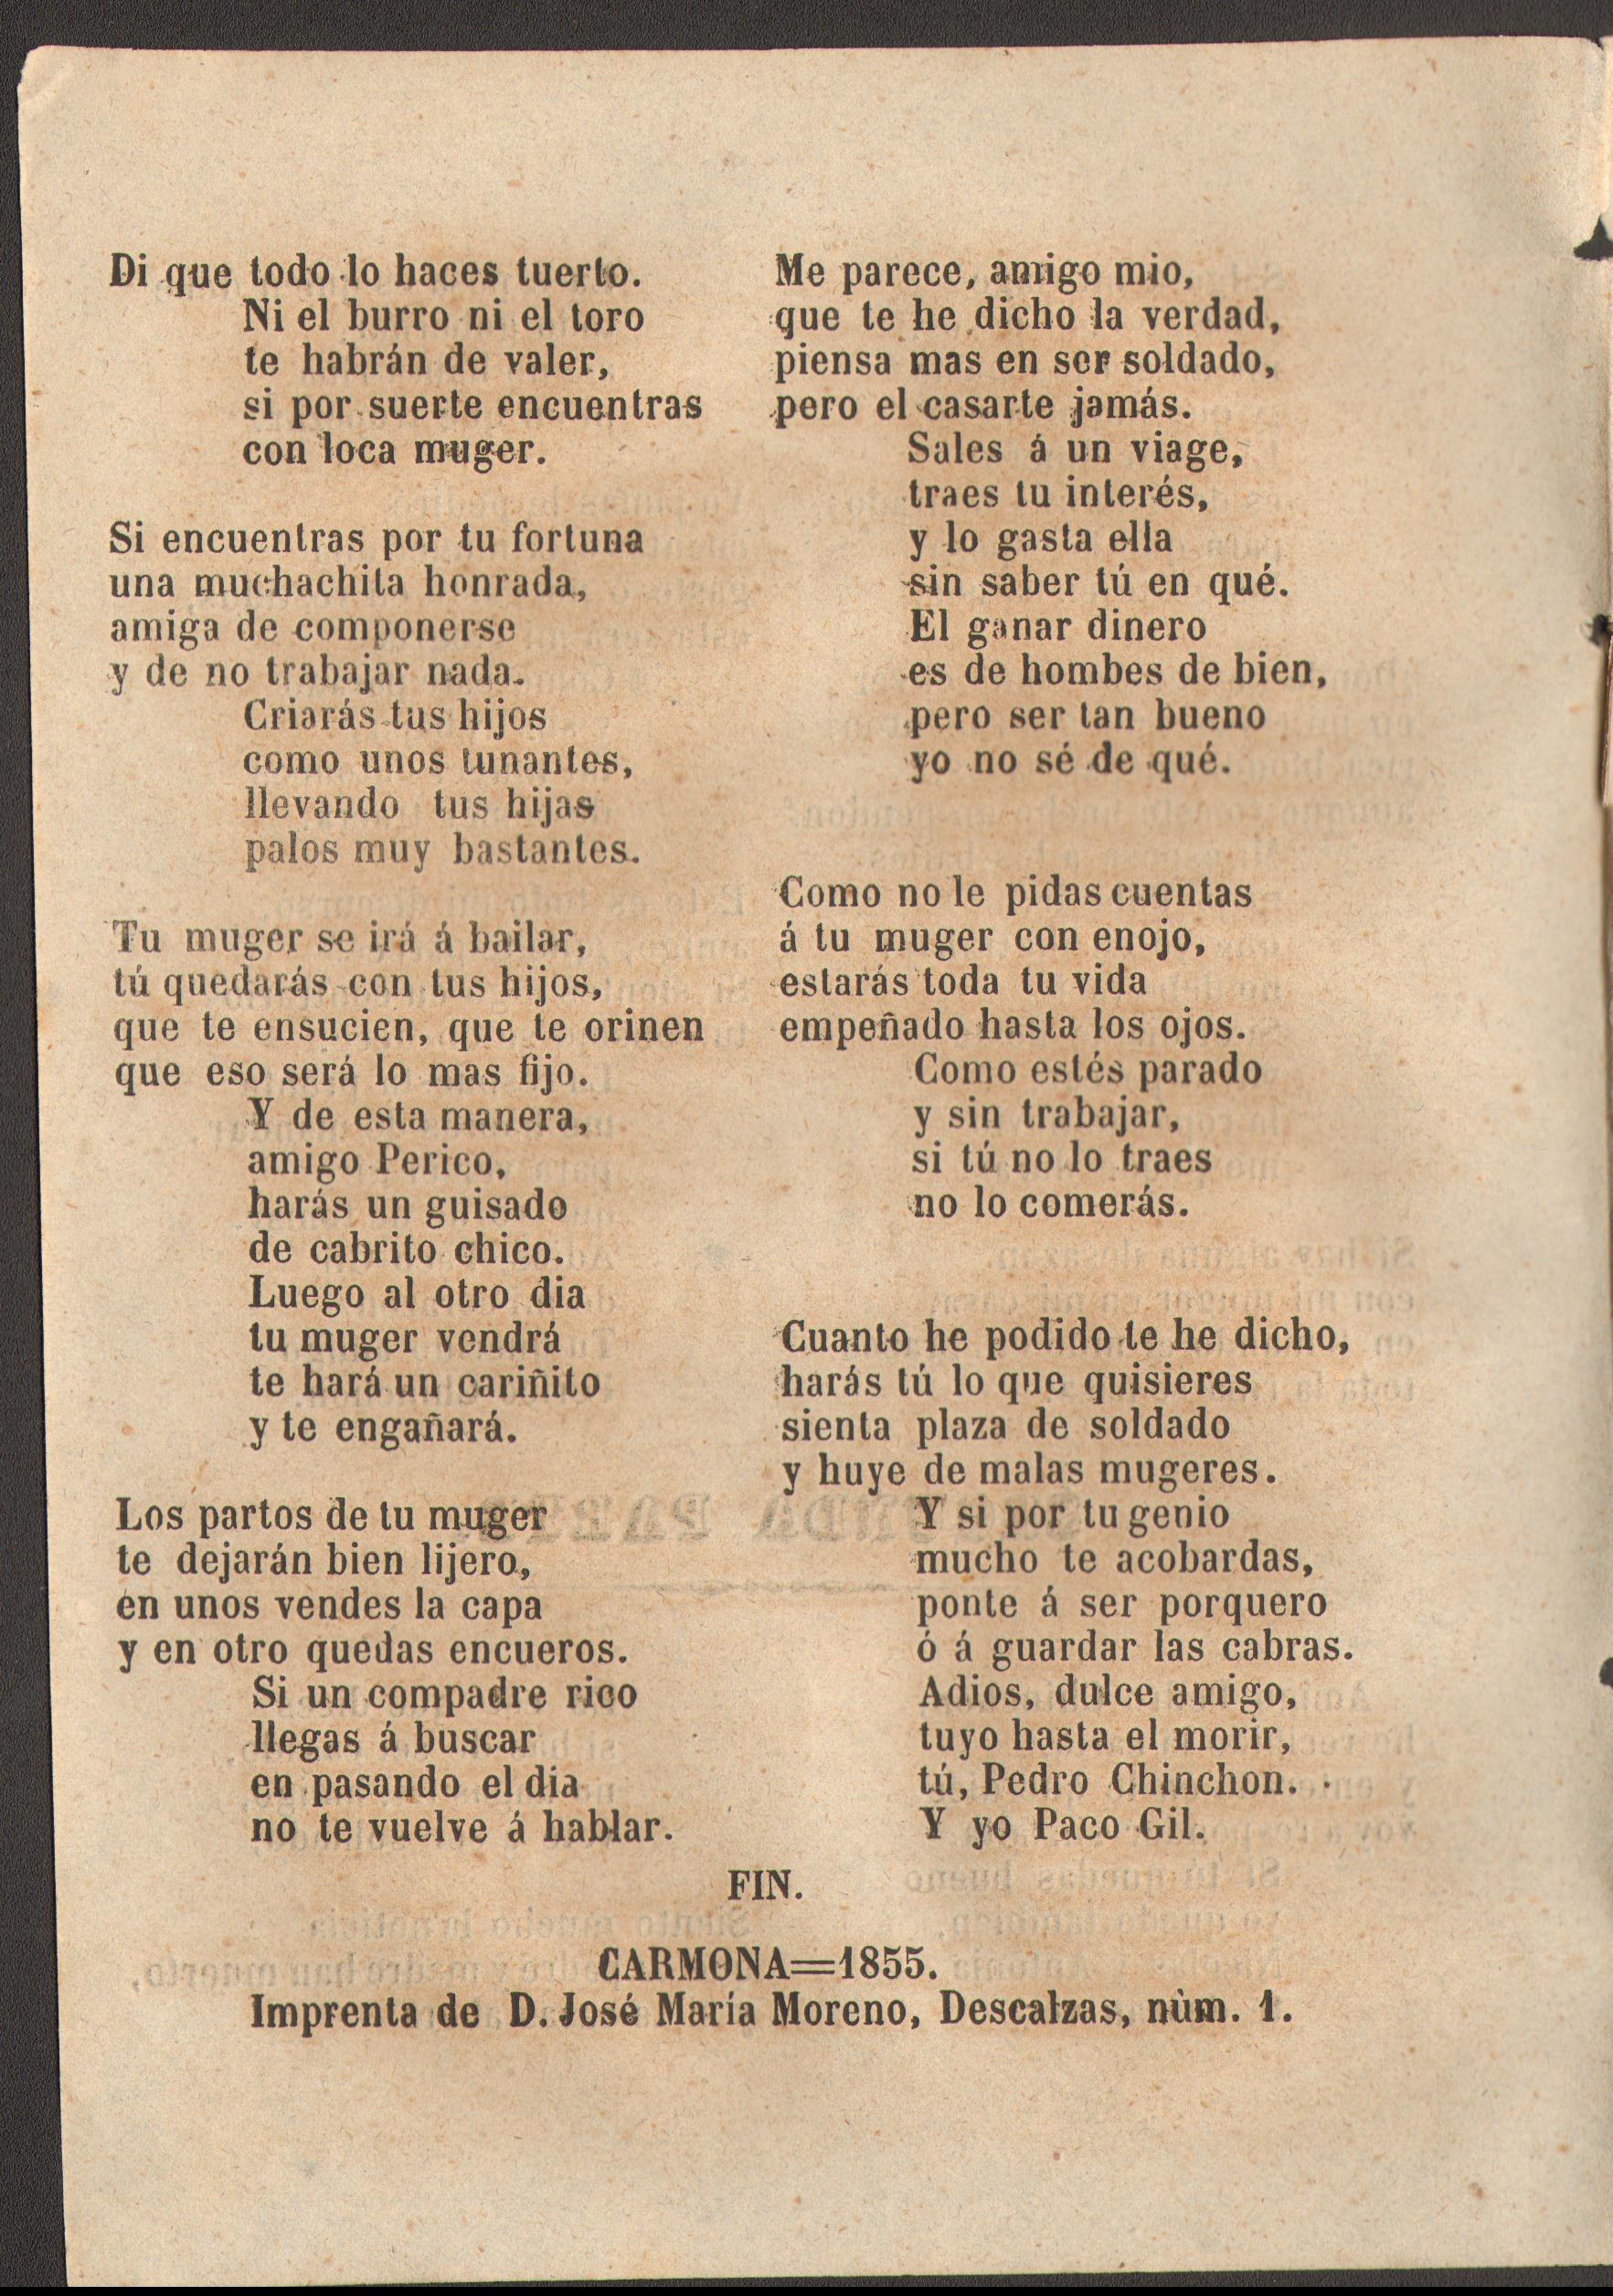 Di que todo lo haces tuerto.
Ni el burro ni el toro
te habrán de valer,
si por suerte encuentras
con loca muger.
Si encuentras por tu fortuna
una muchachita honrada,
amiga de componerse
y de no trabajar nada.
Criarás tus hijos
como unos tunantes,
llevando tus hijas
palos muy bastantes.
Tu muger se irá á bailar,
tú quedarás con tus hijos,
que te ensucien, que te orinen
que eso será lo mas fijo.
Y de esta manera,
amigo Perico,
harás un guisado
de cabrito chico.
Luego al otro dia
tu muger vendrá
te hará un cariñito
y te engañará.
Los partos de tu muger
te dejarán bien lijero,
en unos vendes la capa
y en otro quedas encueros.
Si un compadre rico
llegas á buscar
en pasando el dia
no te vuelve á hablar.
Me parece, amigo mio,
que te he dicho la verdad,
piensa mas en ser soldado,
pero el casarte jamás.
Sales á un viage,
traes tu interés,
y lo gasta ella
sin saber tú en qué.
El ganar dinero
es de hombes de bien,
pero ser tan bueno
yo no sé de qué.
Como no le pidas cuentas
á tu muger con enojo,
estarás toda tu vida
empeñado hasta los ojos.
Como estés parado
y sin trabajar,
si tú no lo traes
no lo comerás.
Cuanto he podido te he dicho,
harás tú lo que quisieres
sienta plaza de soldado
y huye de malas mugeres.
Y si por tu genio
mucho te acobardas,
ponte á ser porquero
ó á guardar las cabras.
Adios, dulce amigo,
tuyo hasta el morir,
tú, Pedro Chinchon.
Y yo Paco Gil.
FIN.
CARMONA=1855.
Imprenta de D. José María Moreno, Descalzas, nùm. 1.